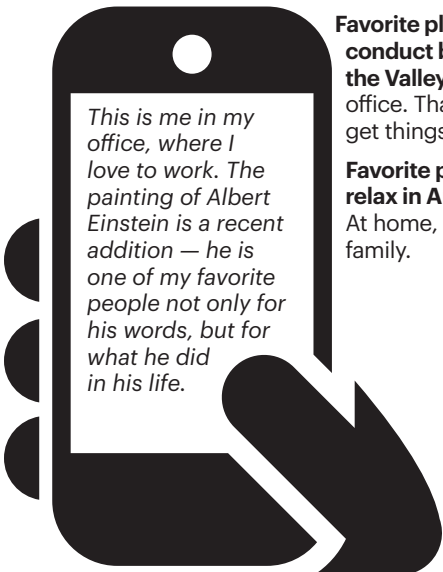 This is me in my
office, where I
love to work. The
painting of Albert
Einstein is a recent
addition — he is
one of my favorite
people not only for
his words, but for
what he did
in his life.
Favorite
conduct
the Valley
office.
get things
Favorite
relax in
At home,
family.